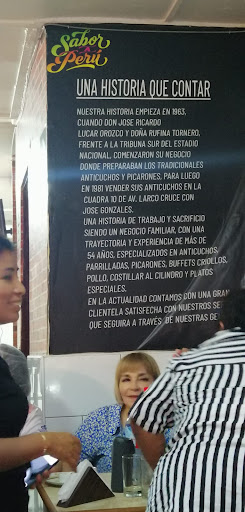 Sabor
Perú
UNA HISTORIA QUE CONTAR
NUESTRA HISTORIA EMPIEZA EN 1963,
CUANDO DON JOSE RICARDO
LUCAR OROZCO Y DOÑA RUFINA TORNERO,
FRENTE A LA TRIBUNA SUR DEL ESTADIO
NACIONAL, COMENZARON SU NEGOCIO
DONDE PREPARABAN LOS TRADICIONALES
ANTICUCHOS Y PICARONES, PARA LUEGO
EN 1981 VENDER SUS ANTICUCHOS EN LA
CUADRA 10 DE AV. LARCO CRUCE CON
JOSE GONZALES.
UNA HISTORIA DE TRABAJO Y SACRIFICIO
SIENDO UN NEGOCIO FAMILIAR, CON UNA
TRAYECTORIA Y EXPERIENCIA DE MÁS DE
54 AÑOS, ESPECIALIZADOS EN ANTICUCHOS,
PARRILLADAS, PICARONES, BUFFETS CRIOLLOS,
POLLO, COSTILLAR AL CILINDRO Y PLATOS
ESPECIALES.
EN LA ACTUALIDAD CONTAMOS CON UNA GRAN
CLIENTELA SATISFECHA CON NUESTROS SER
QUE SEGUIRA A TRAVÉS DE NUESTRAS GE